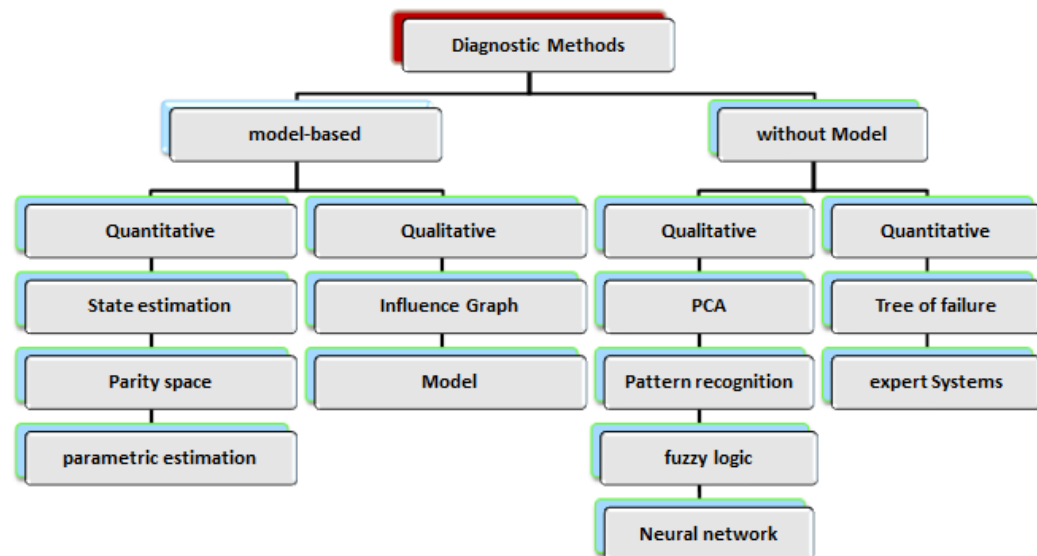 Diagnostic Methods
model-based
without Model
Quantitative
Qualitative
Qualitative
Quantitative
State estimation
Influence Graph
PCA
Tree of failure
Parity space
Model
Pattern recognition
expert Systems
parametric estimation
fuzzy logic
Neural network